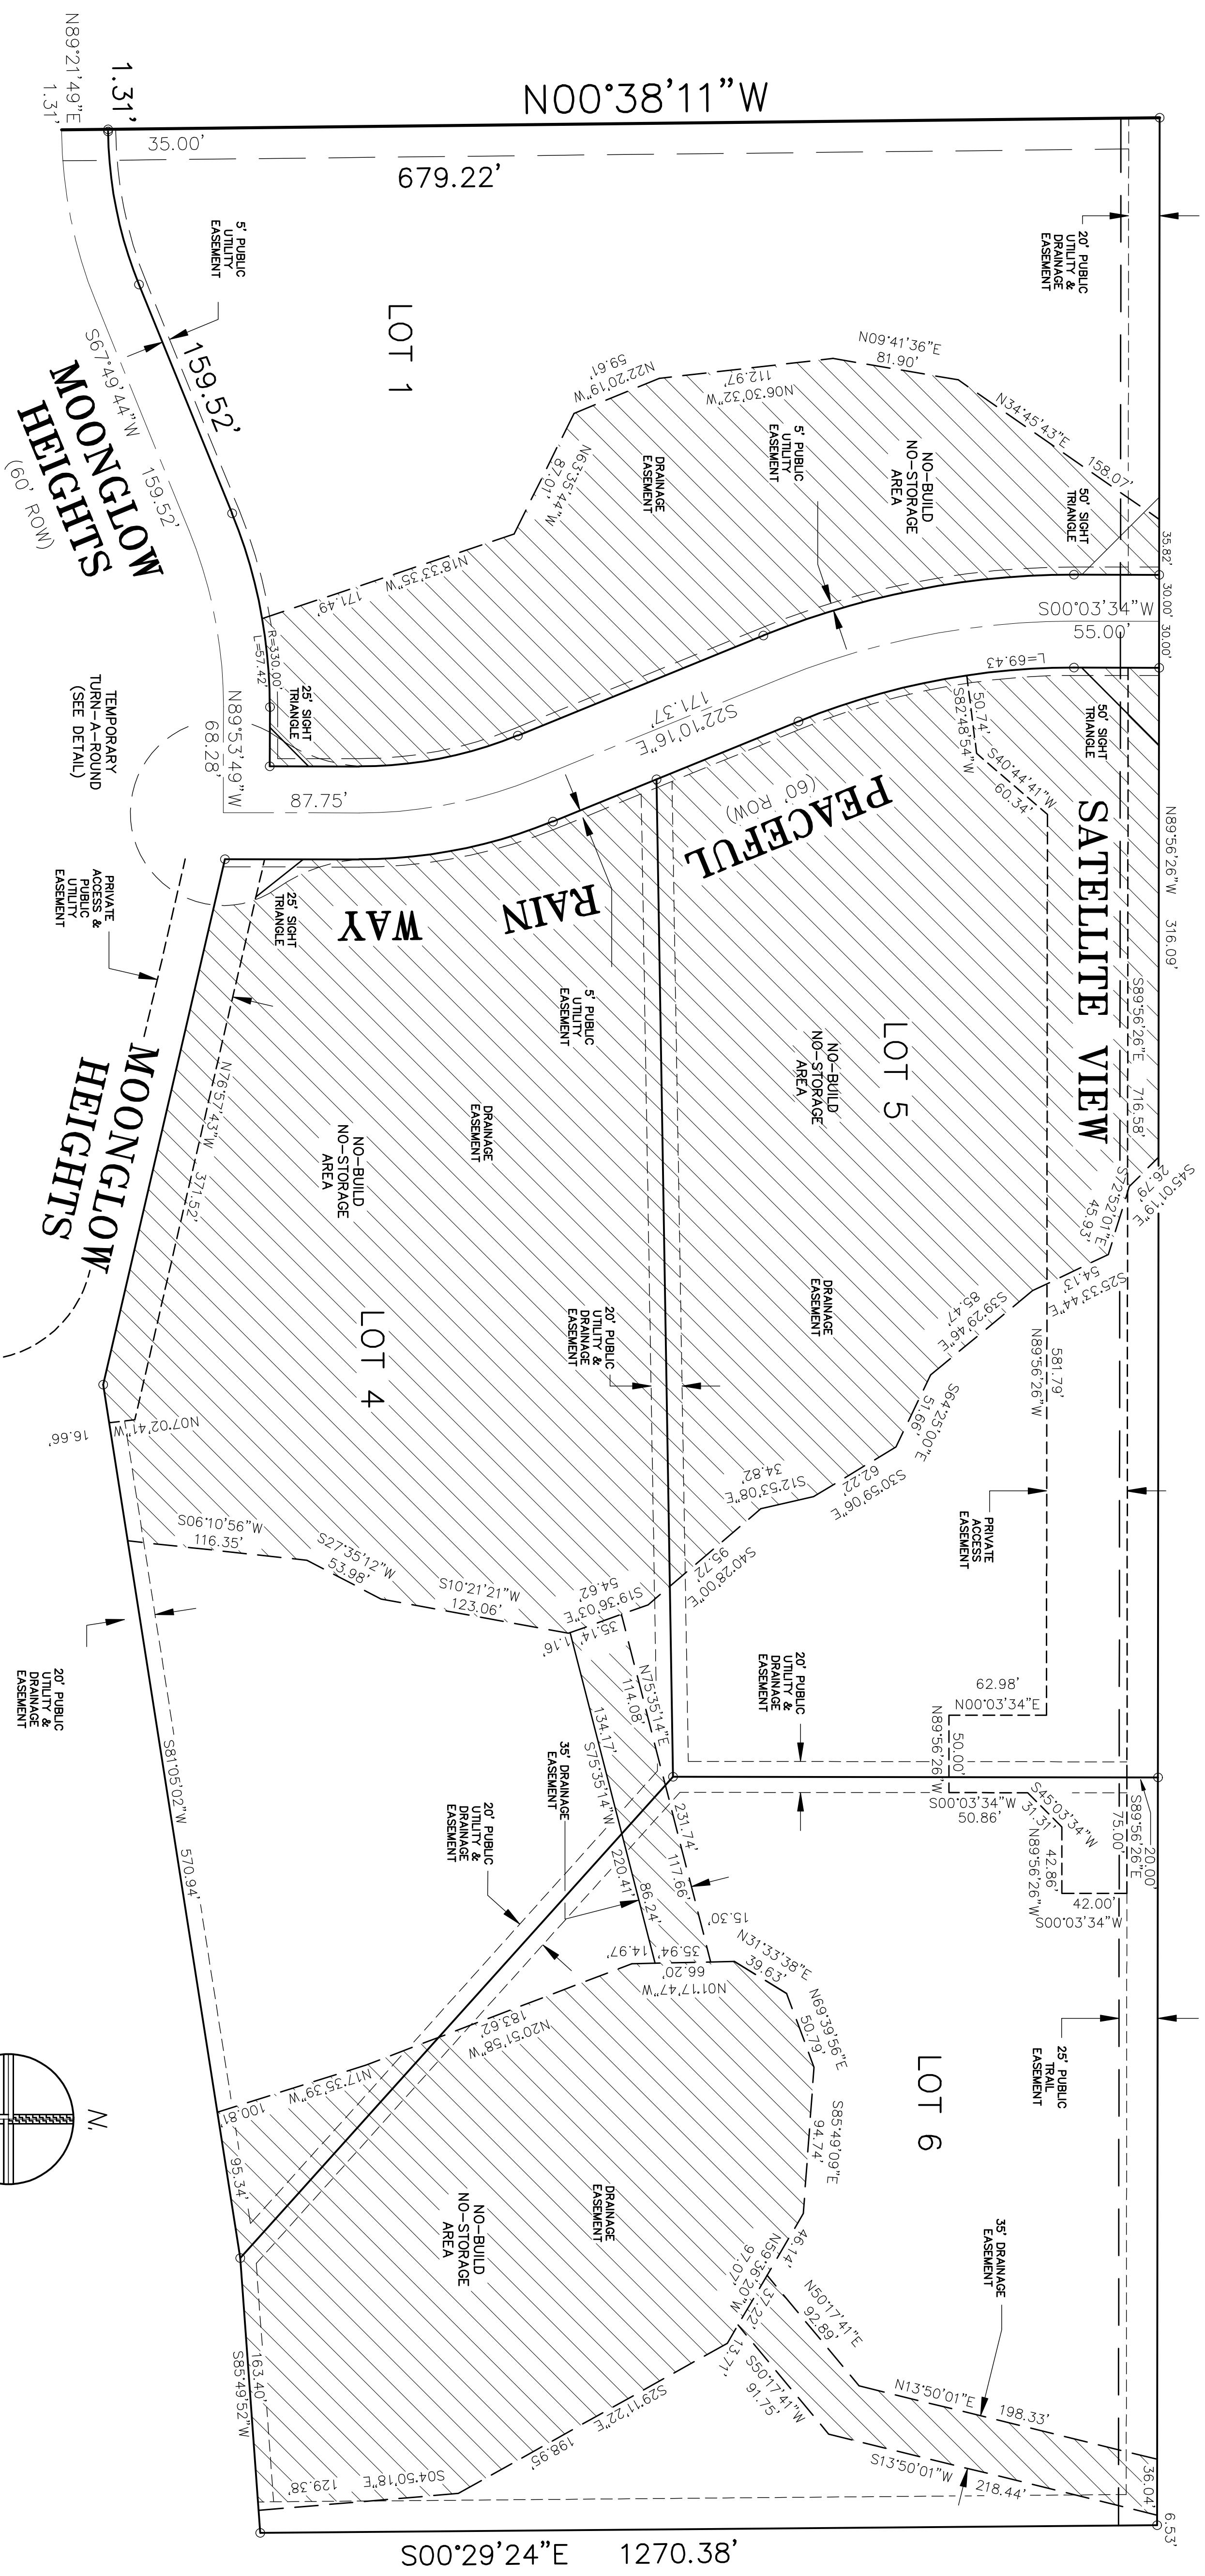 N00°38'11"W
679.22'
35.00'
1.31'
N89°21'49"E
1.31'
5' PUBLIC
UTILITY
EASEMENT
159.52'
S67°49'44"W
159.52'
MOONGLOW
HEIGHTS
(60' ROW)
LOT 1
20' PUBLIC
UTILITY &
DRAINAGE
EASEMENT
N09°41'36"E
81.90'
N34°45'43"E
158.07'
N06°30'32"W
112.97'
N22°20'19"W
59.61'
N63°35'44"W
87.01'
N18°33'35"W
171.49'
DRAINAGE
EASEMENT
5' PUBLIC
UTILITY
EASEMENT
NO-BUILD
NO-STORAGE
AREA
50' SIGHT
TRIANGLE
35.82'
30.00'
30.00'
S00°03'34"W
55.00'
L=69.43
R=330.00'
L=57.42'
25' SIGHT
TRIANGLE
N89°53'49"W
68.28'
87.75'
TEMPORARY
TURN-A-ROUND
(SEE DETAIL)
S22°10'16"E
171.37'
PEACEFUL
(60' ROW)
RAIN
WAY
50' SIGHT
TRIANGLE
50.74'
S82°48'54"W
S40°44'41"W
60.34'
SATELLITE VIEW
N89°56'26"W 316.09'
S89°56'26"E 716.58'
S45°01'19"E
26.79'
S72°52'01"E
45.93'
S25°33'44"E
54.13'
S39°29'46"E
85.47'
S64°25'00"E
51.66'
S30°59'06"E
62.22'
S12°53'08"E
34.82'
S40°28'00"E
95.72'
S19°36'03"E
54.62'
35.14'
1.16'
LOT 5
NO-BUILD
NO-STORAGE
AREA
DRAINAGE
EASEMENT
581.79'
N89°56'26"W
PRIVATE
ACCESS
EASEMENT
62.98'
N00°03'34"E
50.00'
N89°56'26"W
S00°03'34"W
50.86'
S45°03'34"W
31.31'
42.86'
N89°56'26"W
42.00'
S00°03'34"W
S89°56'26"E
75.00'
20.00'
20' PUBLIC
UTILITY &
DRAINAGE
EASEMENT
25' SIGHT
TRIANGLE
5' PUBLIC
UTILITY
EASEMENT
PRIVATE
ACCESS &
PUBLIC
UTILITY
EASEMENT
MOONGLOW
HEIGHTS
N76°57'43"W 371.52'
NO-BUILD
NO-STORAGE
AREA
DRAINAGE
EASEMENT
LOT 4
20' PUBLIC
UTILITY &
DRAINAGE
EASEMENT
N07°02'41"W
16.66'
S06°10'56"W
116.35'
S27°35'12"W
53.98'
S10°21'21"W
123.06'
20' PUBLIC
UTILITY &
DRAINAGE
EASEMENT
S81°05'02"W 570.94'
N75°35'14"E
114.08'
231.74'
117.66'
134.17'
S75°35'14"W
220.41'
86.24'
35' DRAINAGE
EASEMENT
20' PUBLIC
UTILITY &
DRAINAGE
EASEMENT
15.30'
35.94'
14.97'
66.20'
N01°17'47"W
N31°33'38"E
39.63'
N69°39'56"E
50.79'
S85°49'09"E
94.74'
46.14'
N59°36'20"W
97.07'
37.22'
13.71'
N20°51'58"W
183.62'
N17°35'39"W
100.81'
95.34'
LOT 6
25' PUBLIC
TRAIL
EASEMENT
35' DRAINAGE
EASEMENT
DRAINAGE
EASEMENT
NO-BUILD
NO-STORAGE
AREA
N50°17'41"E
92.89'
S50°17'41"W
91.75'
N13°50'01"E 198.33'
S13°50'01"W 218.44'
36.04'
6.53'
S29°11'22"E
198.95'
S04°50'18"E
129.38'
163.40'
S85°49'52"W
S00°29'24"E 1270.38'
N.